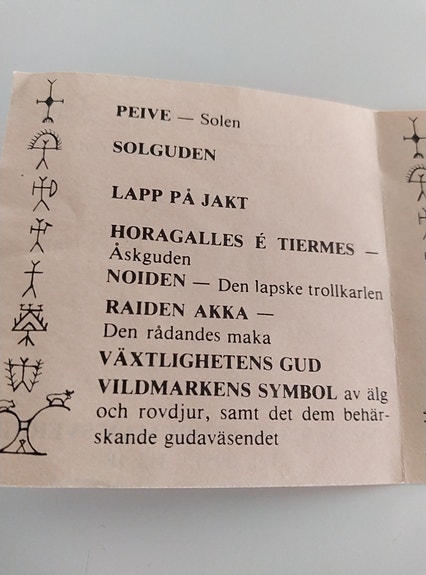 PEIVE — Solen
SOLGUDEN
LAPP PÅ JAKT
HORAGALLES É TIERMES —
Åskguden
NOIDEN — Den lapske trollkarlen
RAIDEN AKKA —
Den rådandes maka
VÄXTLIGHETENS GUD
VILDMARKENS SYMBOL av älg
och rovdjur, samt det dem behär-
skande gudaväsendet